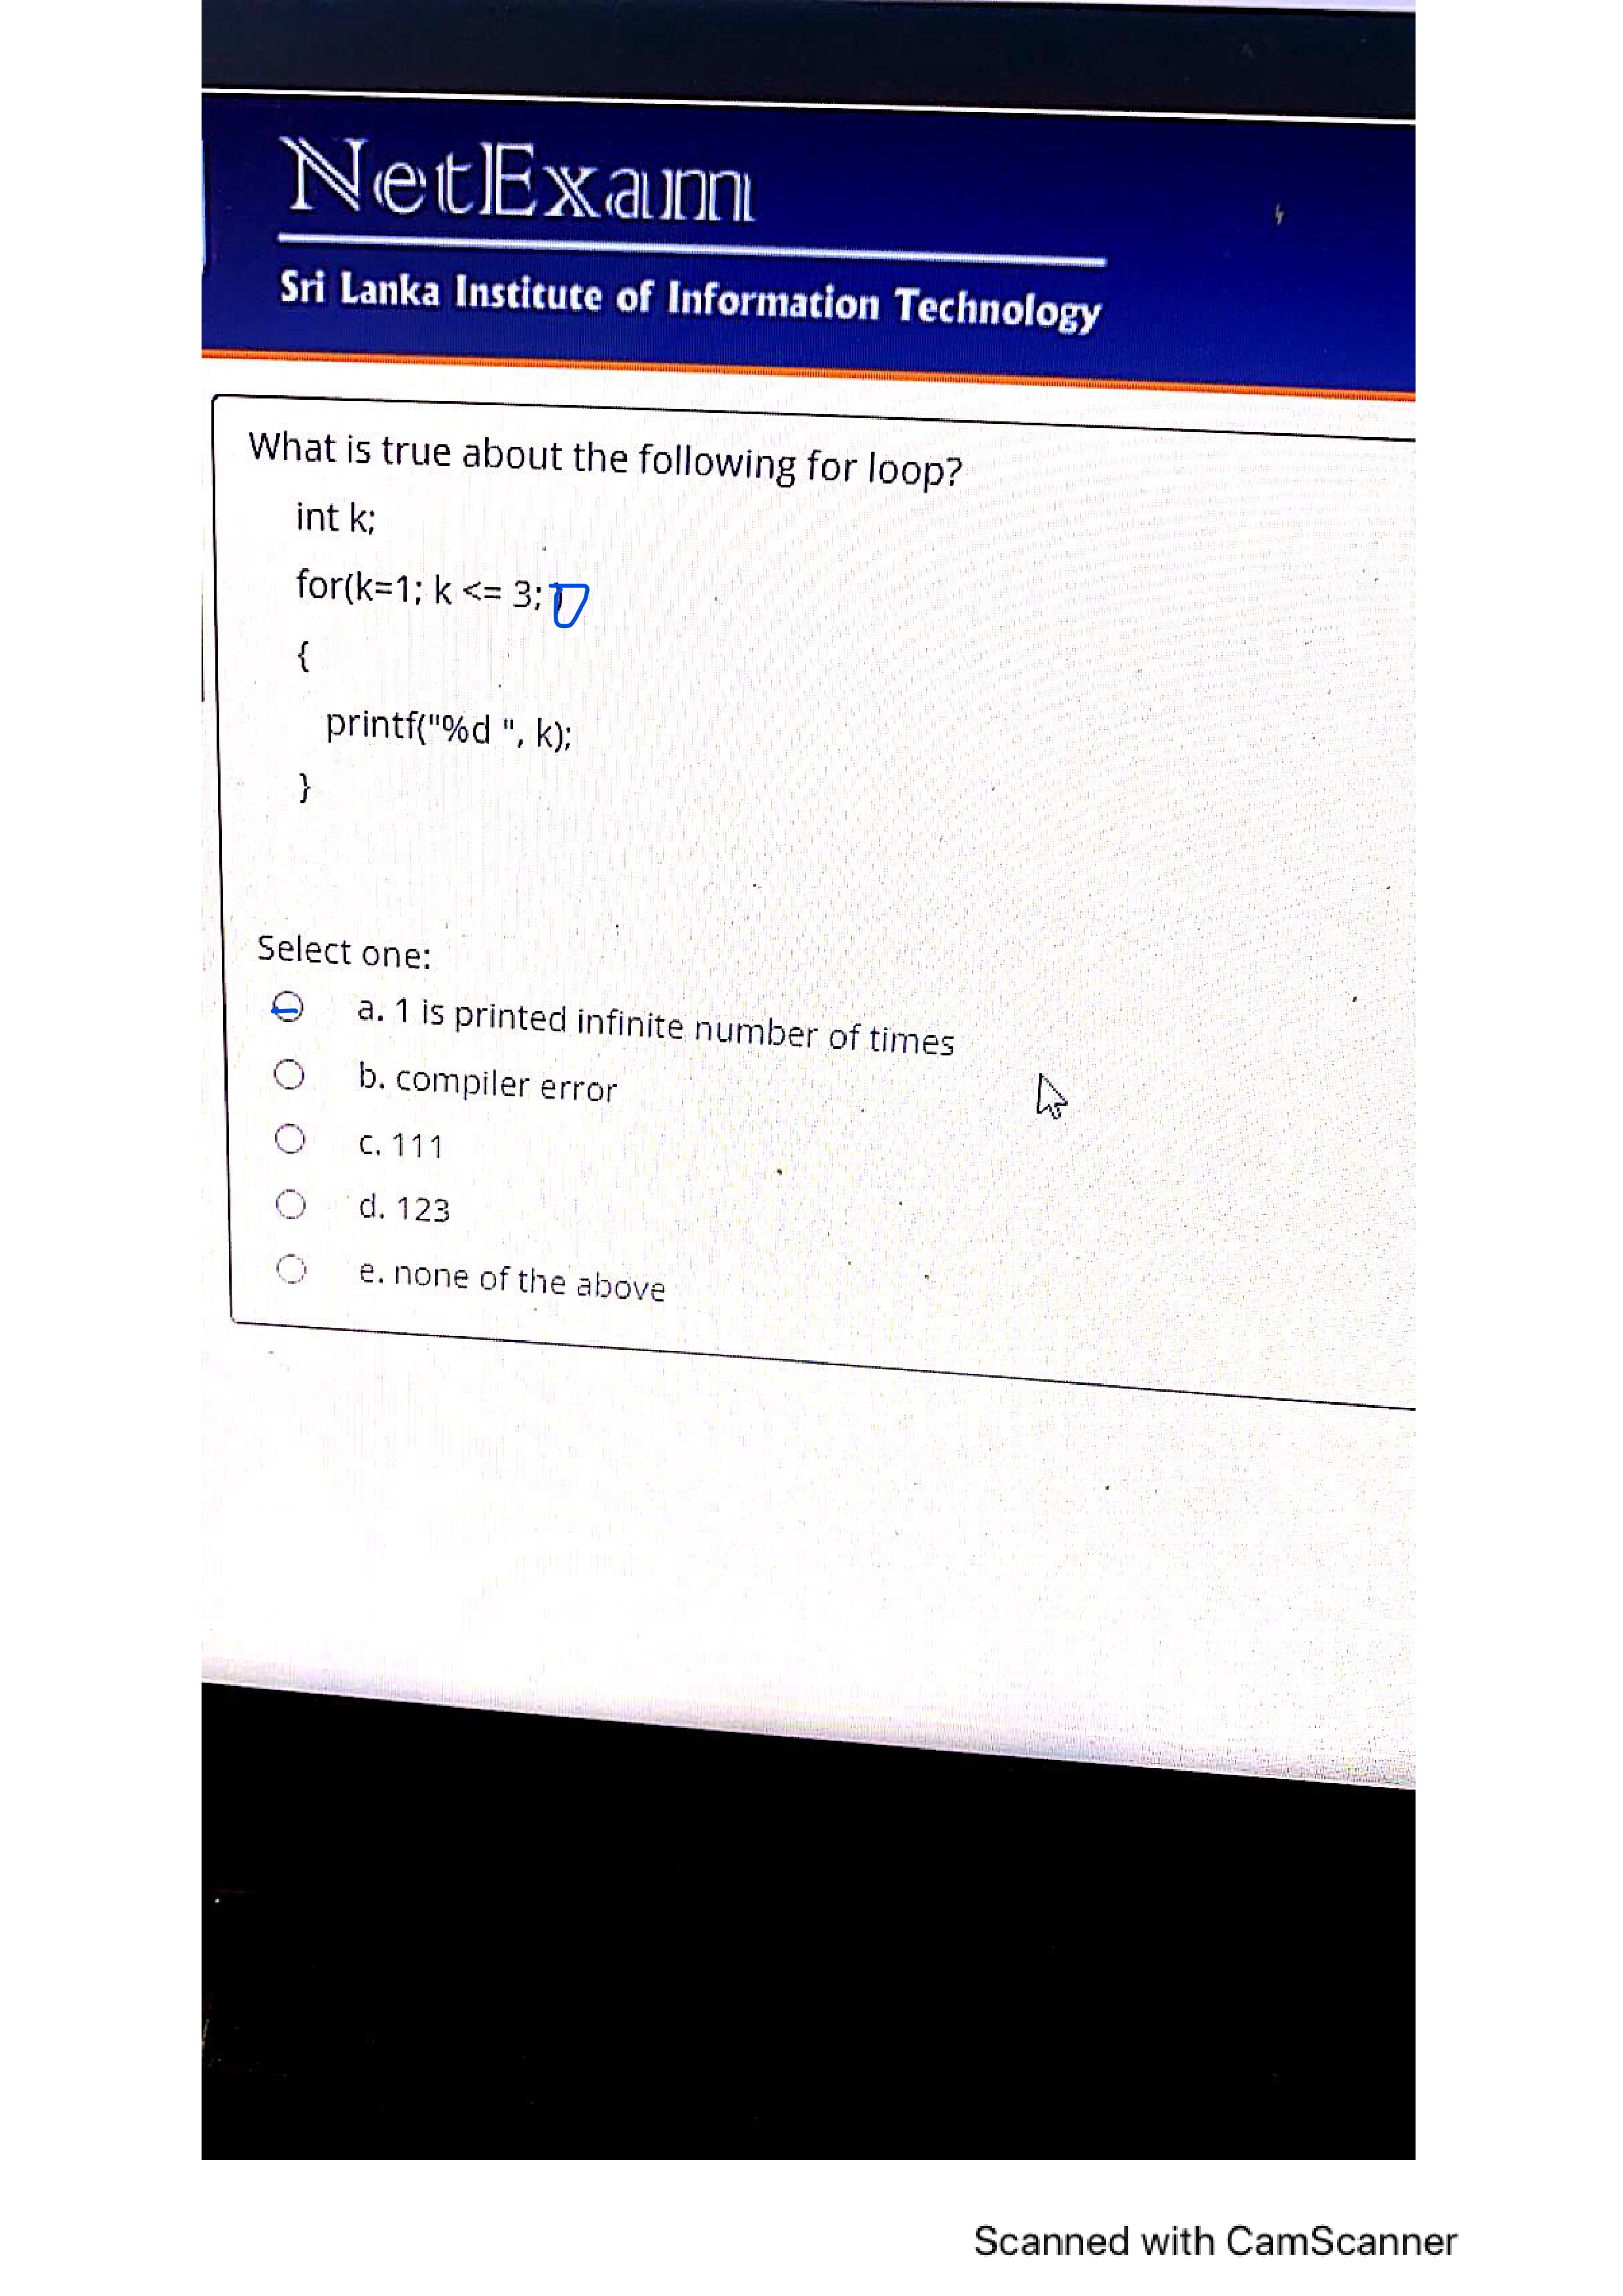 NetExam
Sri Lanka Institute of Information Technology
What is true about the following for loop?
int k;
for(k=1; k <= 3; )
{
printf("%d ", k);
}
Select one:
a. 1 is printed infinite number of times
b. compiler error
c. 111
d. 123
e. none of the above
Scanned with CamScanner